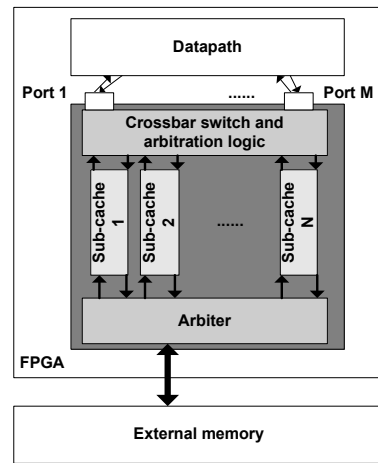 Datapath
Port 1
......
Port M
Crossbar switch and
arbitration logic
Sub-cache
1
Sub-cache
2
......
Sub-cache
N
Arbiter
FPGA
External memory